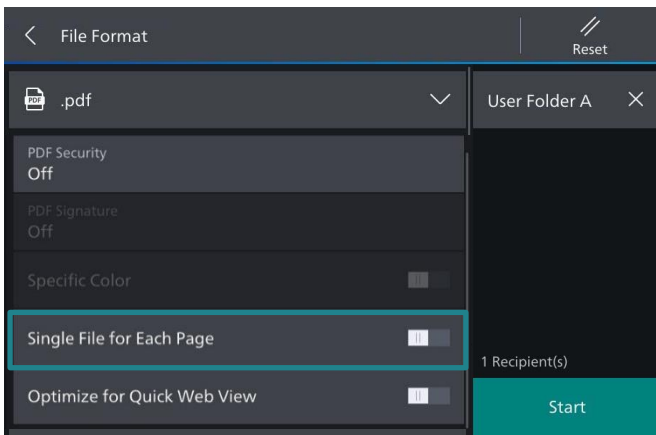 File Format
Reset
PDF
.pdf
User Folder A
PDF Security
Off
PDF Signature
Off
Specific Color
Single File for Each Page
1 Recipient(s)
Optimize for Quick Web View
Start